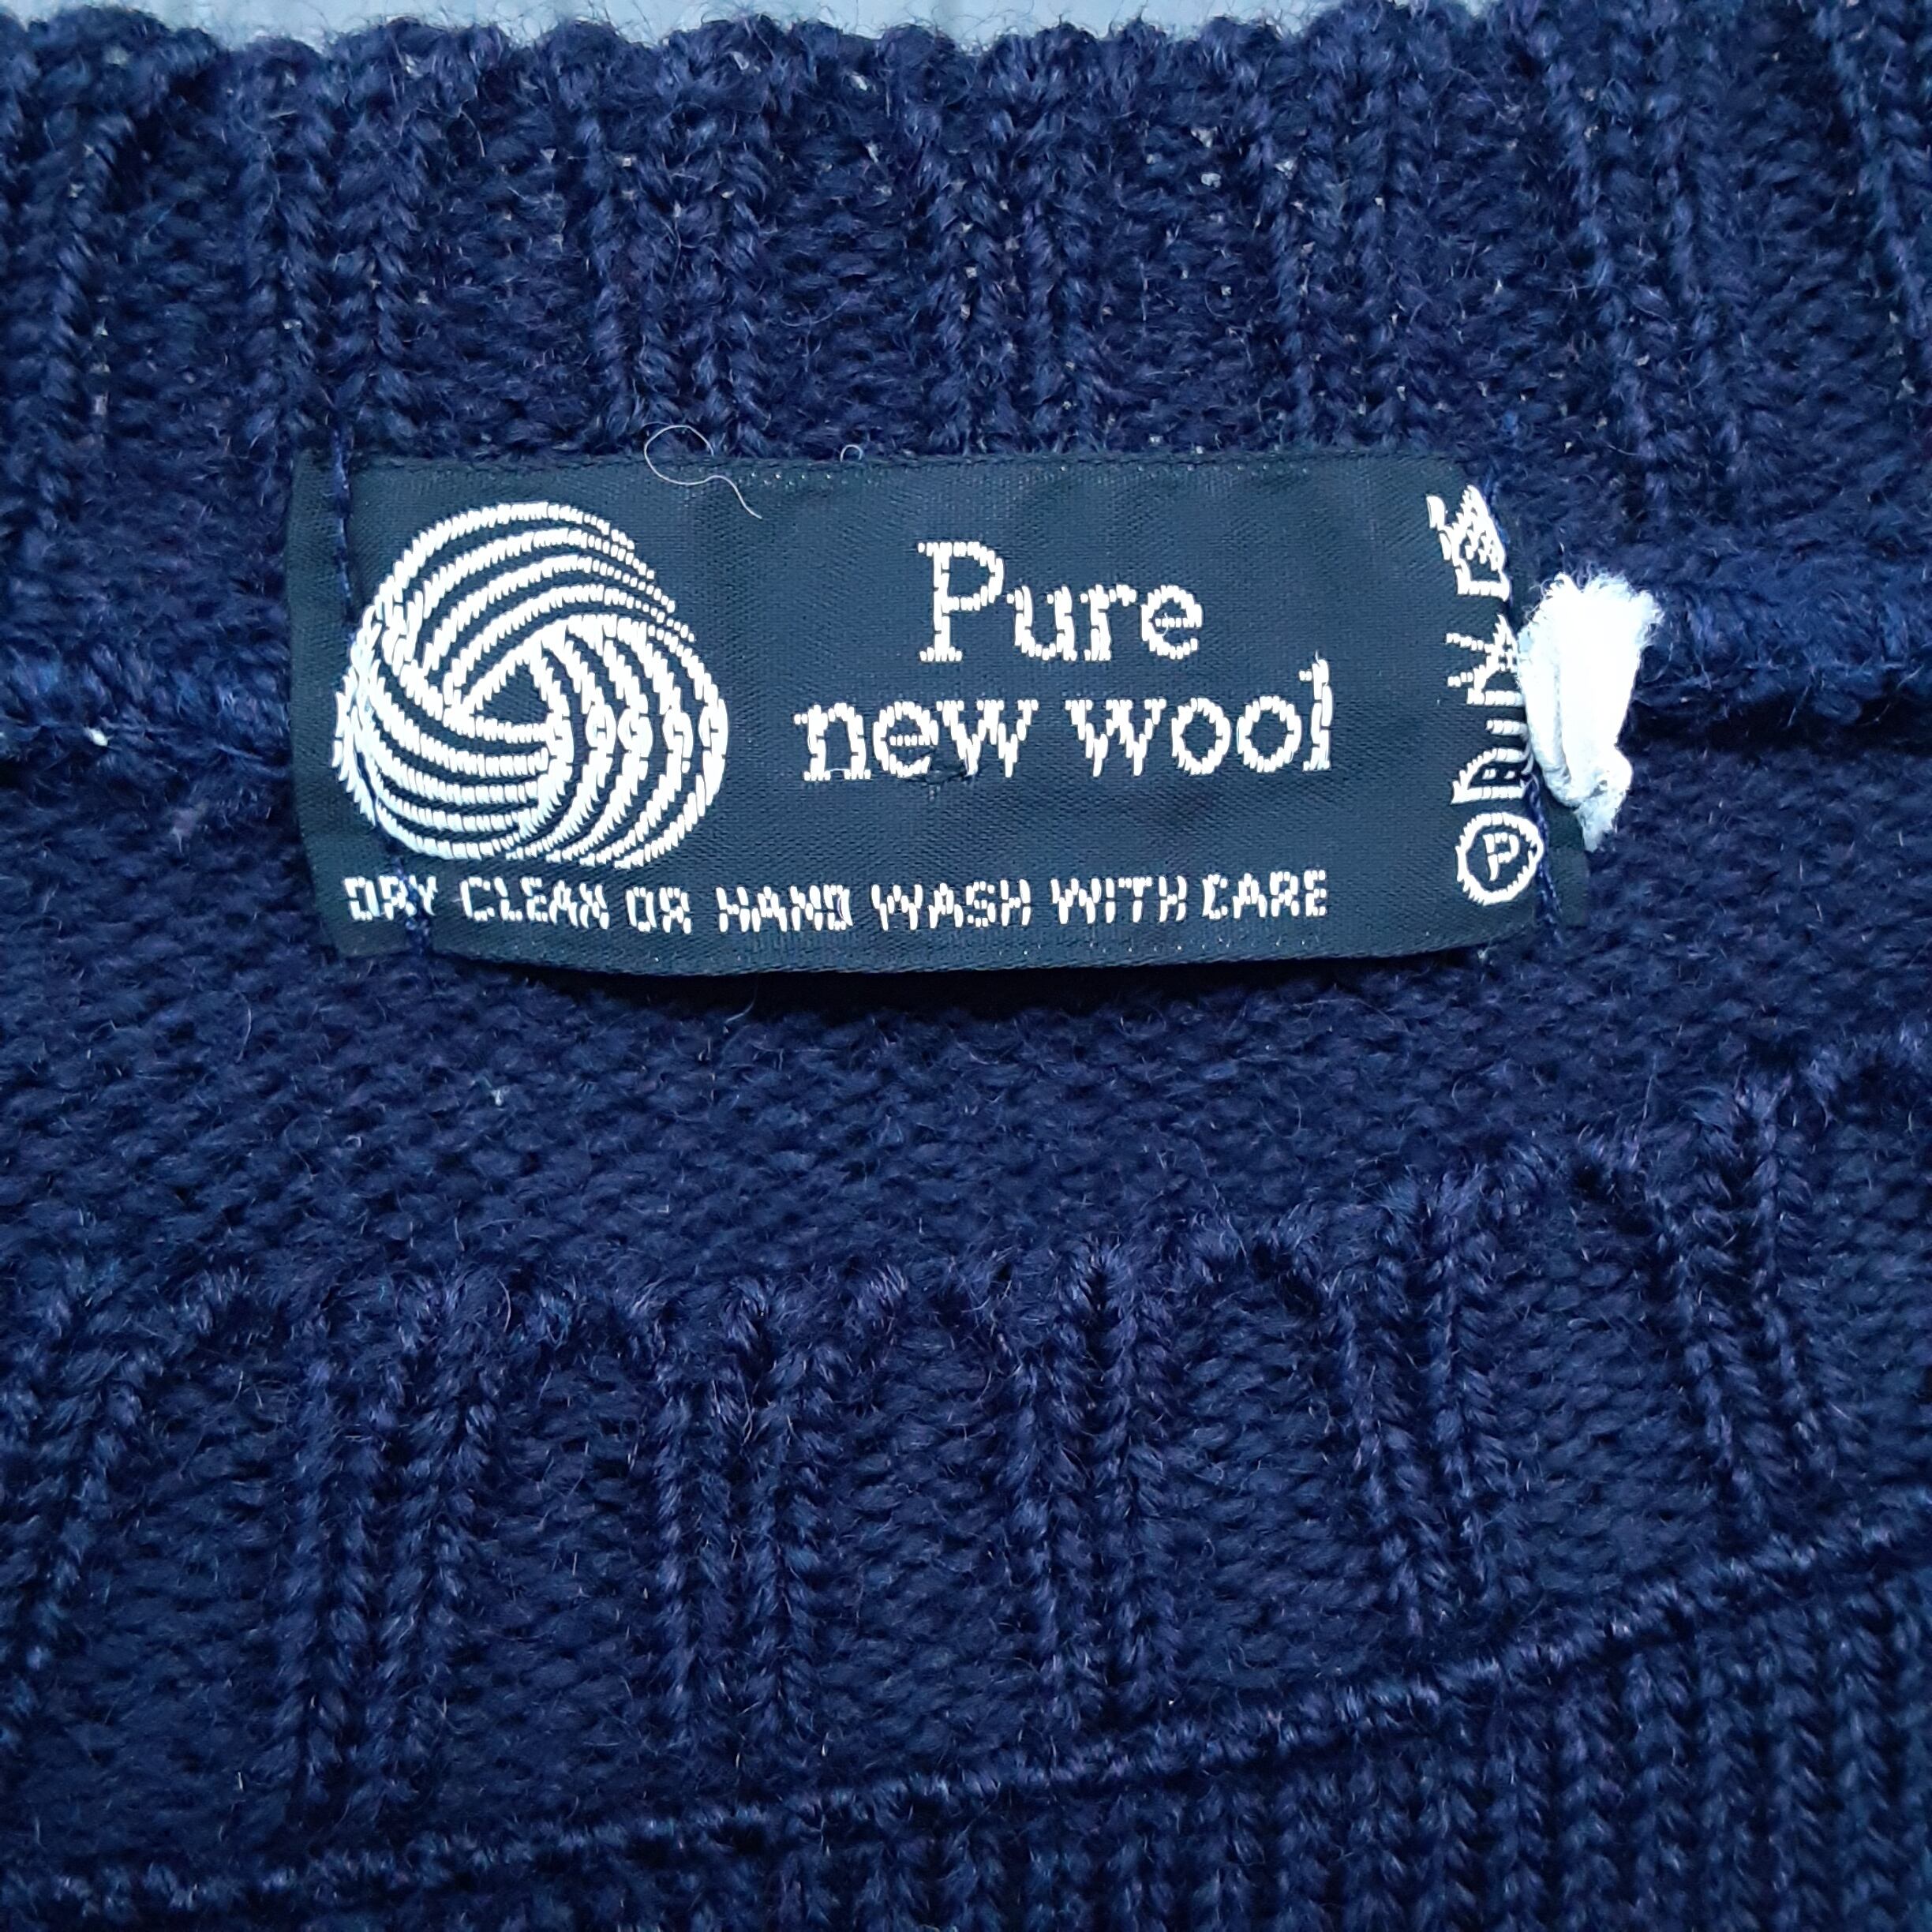 Pure
new wool
DRY CLEAN OR HAND WASH WITH CARE
P